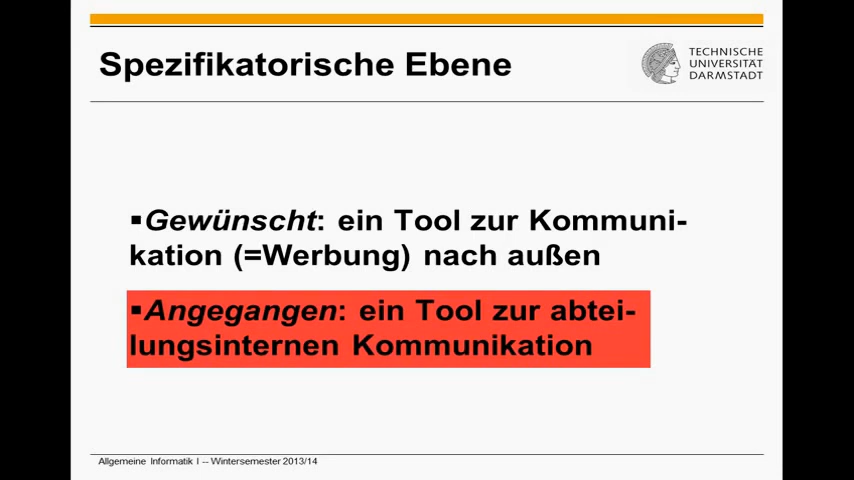 Spezifikatorische Ebene
TECHNISCHE
UNIVERSITÄT
DARMSTADT
▪Gewünscht: ein Tool zur Kommuni-
kation (=Werbung) nach außen
▪Angegangen: ein Tool zur abtei-
lungsinternen Kommunikation
Allgemeine Informatik I -- Wintersemester 2013/14